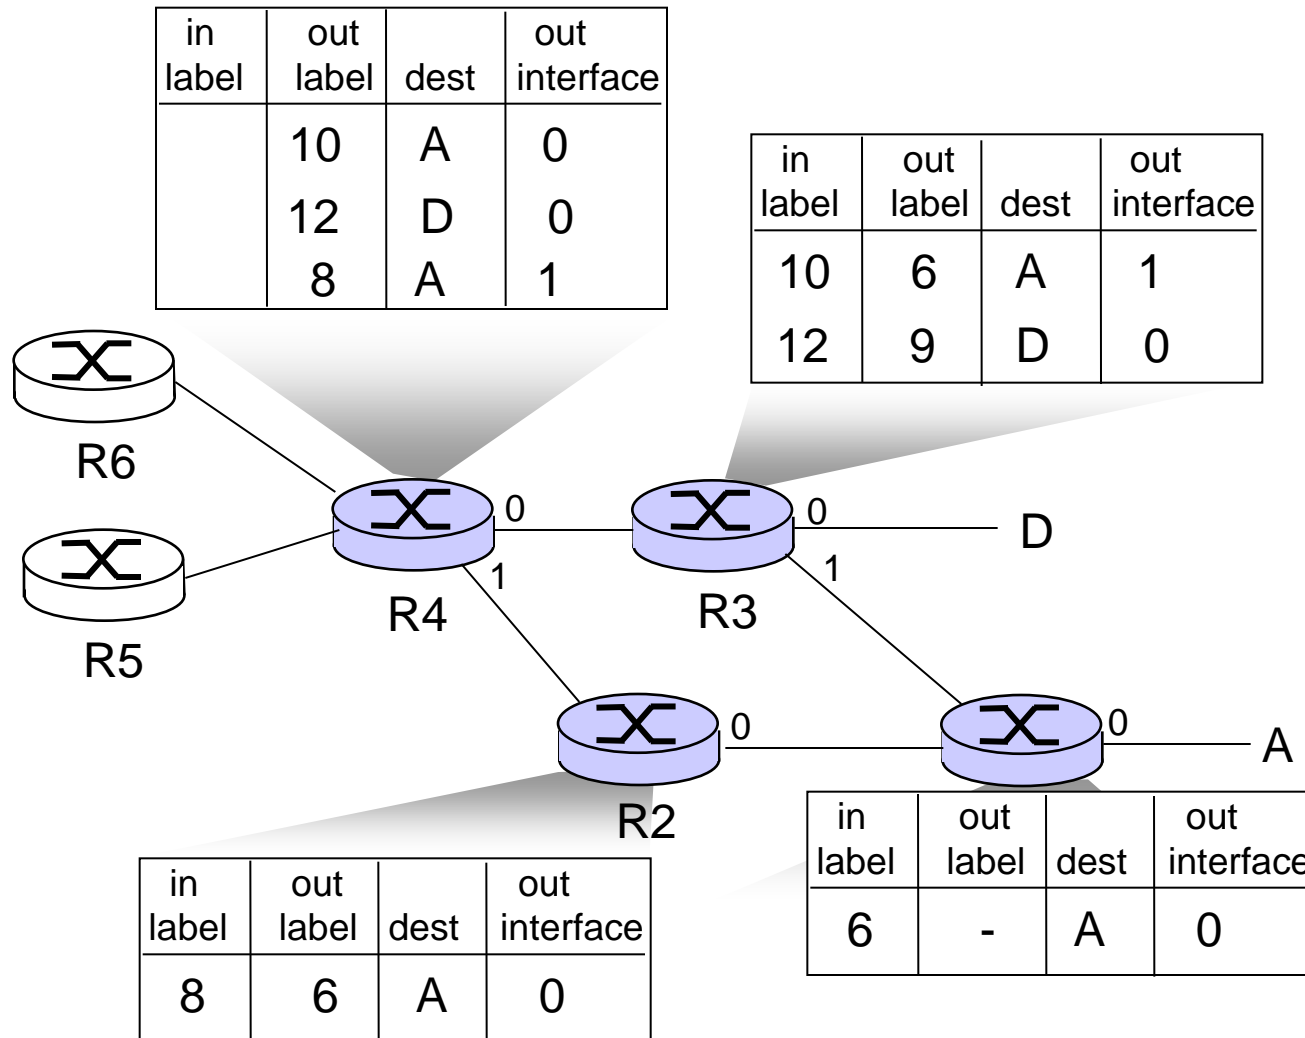 in out out
label label dest interface
10 A 0
12 D 0
8 A 1
in out out
label label dest interface
10 6 A 1
12 9 D 0
R6
R5
R4
0
1
R3
0
1
D
R2
0
0
A
in out out
label label dest interface
8 6 A 0
in out out
label label dest interface
6 - A 0